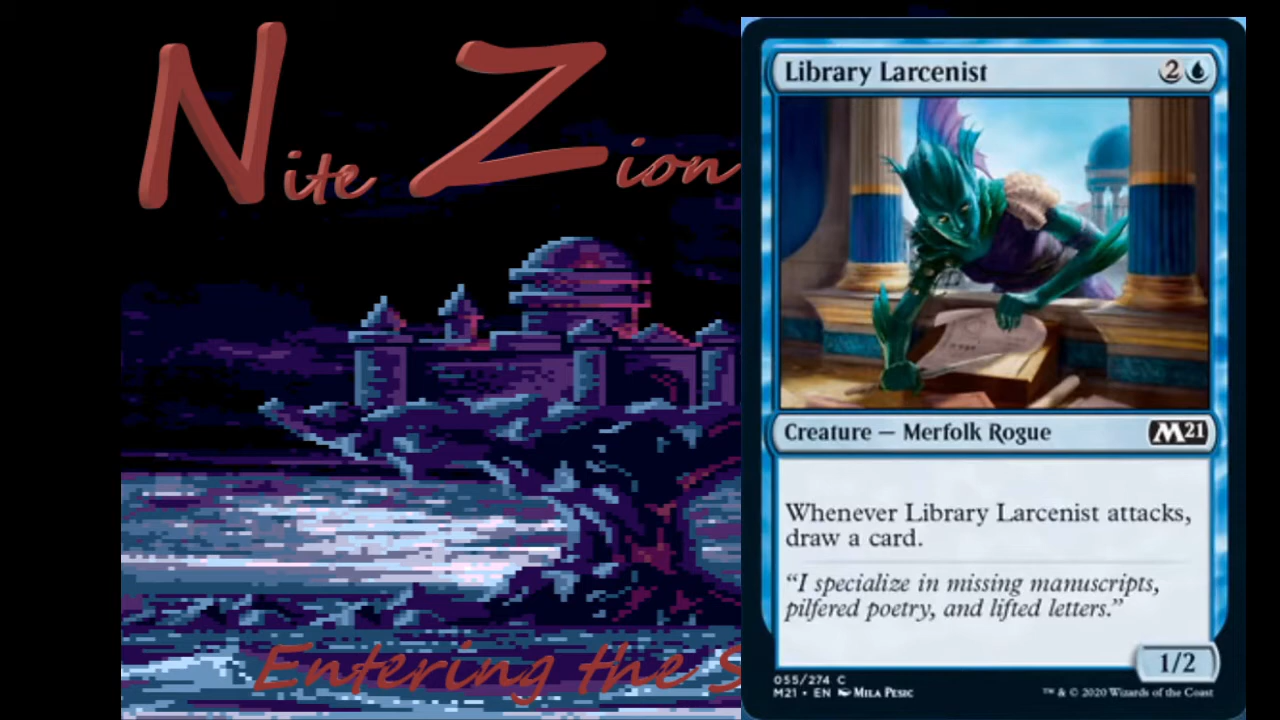 Nite Zion
Entering the S
Library Larcenist 2
Creature — Merfolk Rogue M21
Whenever Library Larcenist attacks,
draw a card.
“I specialize in missing manuscripts,
pilfered poetry, and lifted letters.”
1/2
055/274 C
M21 • EN MILA PESIC
™ & © 2020 Wizards of the Coast